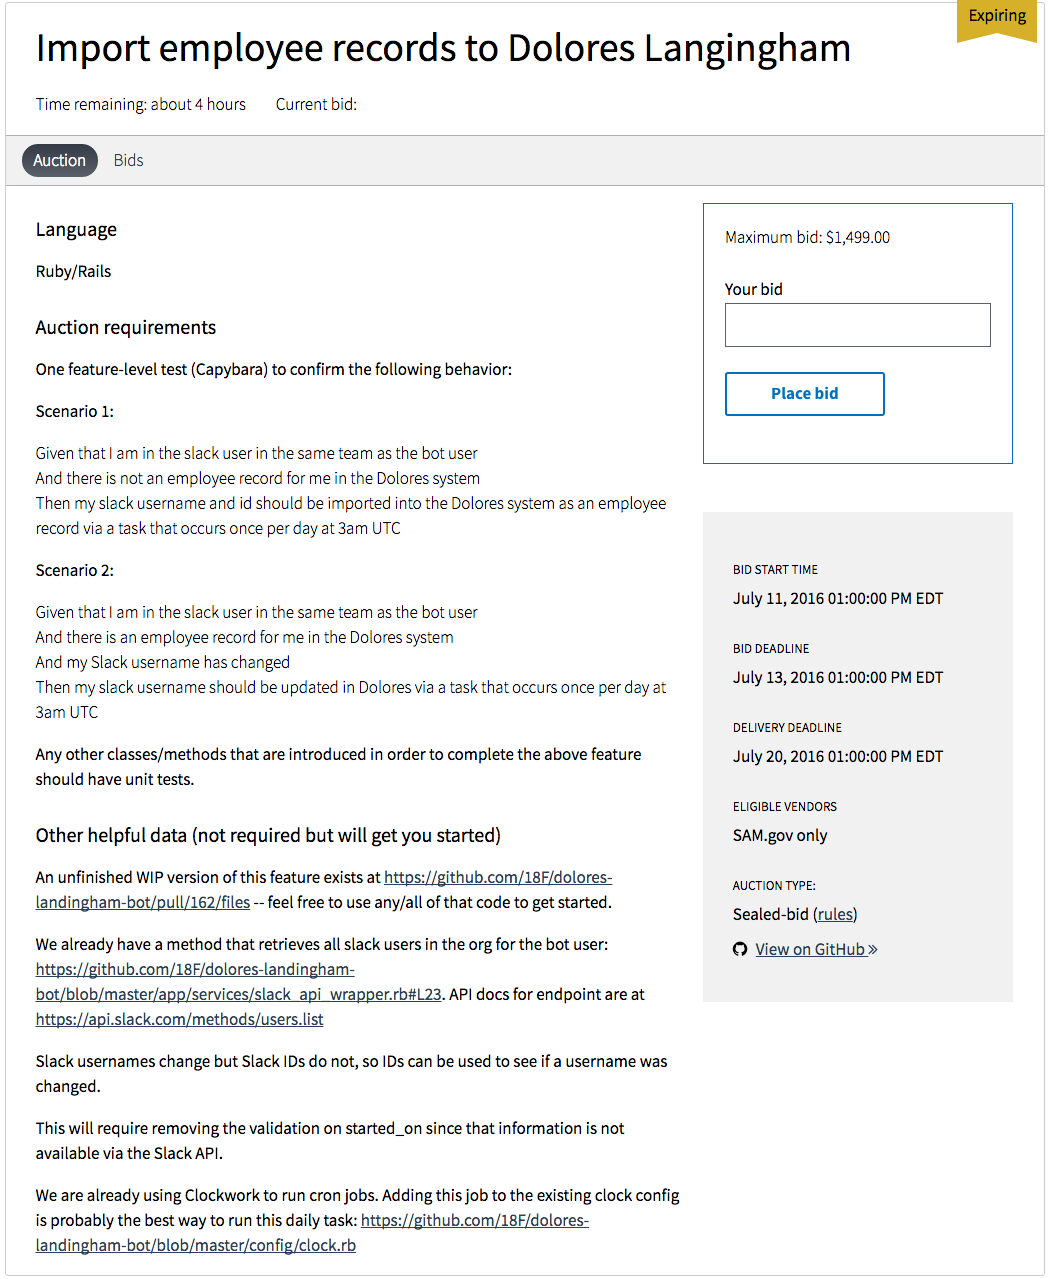 Expiring
Import employee records to Dolores Langingham
Time remaining: about 4 hours Current bid:
Auction Bids
Language
Ruby/Rails
Auction requirements
One feature-level test (Capybara) to confirm the following behavior:
Scenario 1:
Given that I am in the slack user in the same team as the bot user
And there is not an employee record for me in the Dolores system
Then my slack username and id should be imported into the Dolores system as an employee
record via a task that occurs once per day at 3am UTC
Scenario 2:
Given that I am in the slack user in the same team as the bot user
And there is an employee record for me in the Dolores system
And my Slack username has changed
Then my slack username should be updated in Dolores via a task that occurs once per day at
3am UTC
Any other classes/methods that are introduced in order to complete the above feature
should have unit tests.
Other helpful data (not required but will get you started)
An unfinished WIP version of this feature exists at https://github.com/18F/dolores-
landingham-bot/pull/162/files -- feel free to use any/all of that code to get started.
We already have a method that retrieves all slack users in the org for the bot user:
https://github.com/18F/dolores-landingham-
bot/blob/master/app/services/slack_api_wrapper.rb#L23. API docs for endpoint are at
https://api.slack.com/methods/users.list
Slack usernames change but Slack IDs do not, so IDs can be used to see if a username was
changed.
This will require removing the validation on started_on since that information is not
available via the Slack API.
We are already using Clockwork to run cron jobs. Adding this job to the existing clock config
is probably the best way to run this daily task: https://github.com/18F/dolores-
landingham-bot/blob/master/config/clock.rb
Maximum bid: $1,499.00
Your bid
Place bid
BID START TIME
July 11, 2016 01:00:00 PM EDT
BID DEADLINE
July 13, 2016 01:00:00 PM EDT
DELIVERY DEADLINE
July 20, 2016 01:00:00 PM EDT
ELIGIBLE VENDORS
SAM.gov only
AUCTION TYPE:
Sealed-bid (rules)
View on GitHub »